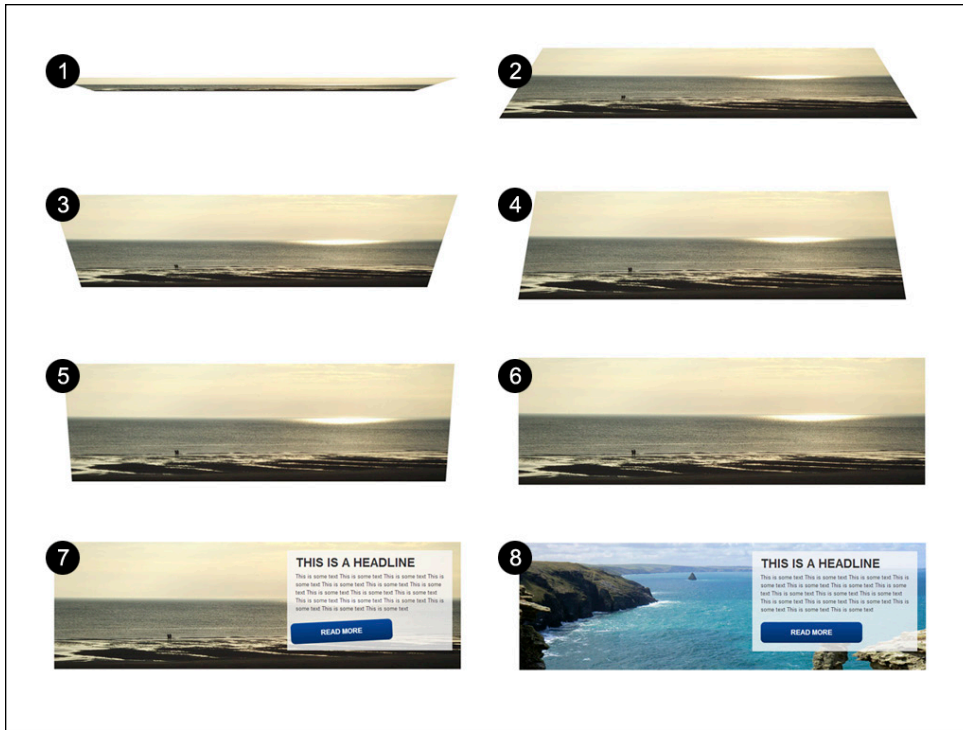 1
2
3
4
5
6
7
THIS IS A HEADLINE
This is some text This is some text This is some text This is
some text This is some text This is some text This is some
text This is some text This is some text This is some text
This is some text This is some text This is some text This is
some text This is some text This is some text
READ MORE
8
THIS IS A HEADLINE
This is some text This is some text This is some text This is
some text This is some text This is some text This is some
text This is some text This is some text This is some text
This is some text This is some text This is some text This is
some text This is some text This is some text
READ MORE